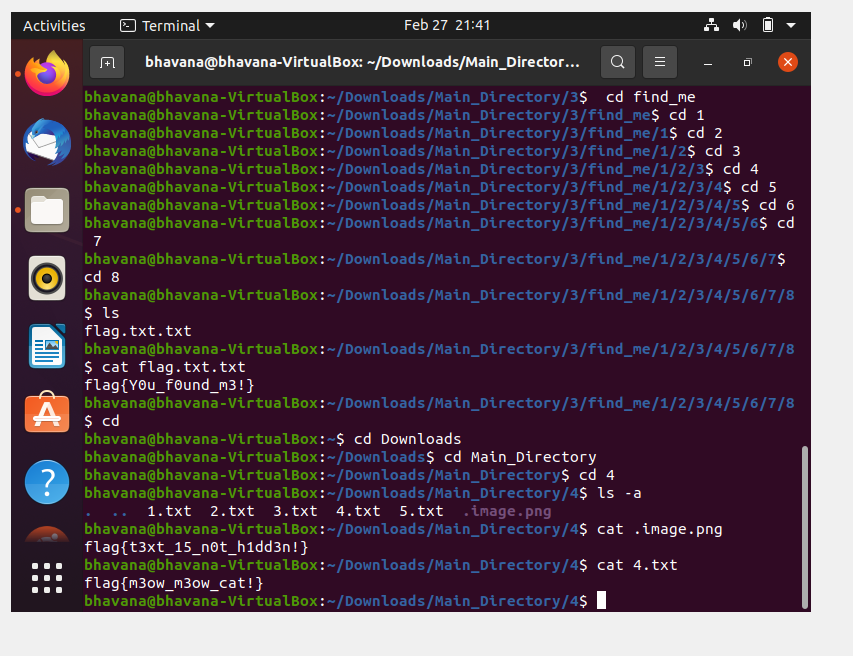 Activities
Terminal
Feb 27 21:41
bhavana@bhavana-VirtualBox: ~/Downloads/Main_Director...
bhavana@bhavana-VirtualBox:~/Downloads/Main_Directory/3$  cd find_me
bhavana@bhavana-VirtualBox:~/Downloads/Main_Directory/3/find_me$ cd 1
bhavana@bhavana-VirtualBox:~/Downloads/Main_Directory/3/find_me/1$ cd 2
bhavana@bhavana-VirtualBox:~/Downloads/Main_Directory/3/find_me/1/2$ cd 3
bhavana@bhavana-VirtualBox:~/Downloads/Main_Directory/3/find_me/1/2/3$ cd 4
bhavana@bhavana-VirtualBox:~/Downloads/Main_Directory/3/find_me/1/2/3/4$ cd 5
bhavana@bhavana-VirtualBox:~/Downloads/Main_Directory/3/find_me/1/2/3/4/5$ cd 6
bhavana@bhavana-VirtualBox:~/Downloads/Main_Directory/3/find_me/1/2/3/4/5/6$ cd
 7
bhavana@bhavana-VirtualBox:~/Downloads/Main_Directory/3/find_me/1/2/3/4/5/6/7$
cd 8
bhavana@bhavana-VirtualBox:~/Downloads/Main_Directory/3/find_me/1/2/3/4/5/6/7/8
$ ls
flag.txt.txt
bhavana@bhavana-VirtualBox:~/Downloads/Main_Directory/3/find_me/1/2/3/4/5/6/7/8
$ cat flag.txt.txt
flag{Y0u_f0und_m3!}
bhavana@bhavana-VirtualBox:~/Downloads/Main_Directory/3/find_me/1/2/3/4/5/6/7/8
$ cd
bhavana@bhavana-VirtualBox:~$ cd Downloads
bhavana@bhavana-VirtualBox:~/Downloads$ cd Main_Directory
bhavana@bhavana-VirtualBox:~/Downloads/Main_Directory$ cd 4
bhavana@bhavana-VirtualBox:~/Downloads/Main_Directory/4$ ls -a
.  ..  1.txt  2.txt  3.txt  4.txt  5.txt  .image.png
bhavana@bhavana-VirtualBox:~/Downloads/Main_Directory/4$ cat .image.png
flag{t3xt_15_n0t_h1dd3n!}
bhavana@bhavana-VirtualBox:~/Downloads/Main_Directory/4$ cat 4.txt
flag{m3ow_m3ow_cat!}
bhavana@bhavana-VirtualBox:~/Downloads/Main_Directory/4$